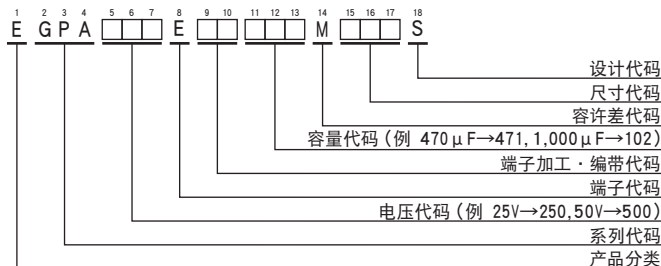 1 2 3 4 5 6 7 8 9 10 11 12 13 14 15 16 17 18
E G P A □□□ E □□ □□□ M □□□ S
设计代码
尺寸代码
容许差代码
容量代码 (例 470μF→471, 1,000μF→102)
端子加工・编带代码
端子代码
电压代码 (例 25V→250, 50V→500)
系列代码
产品分类